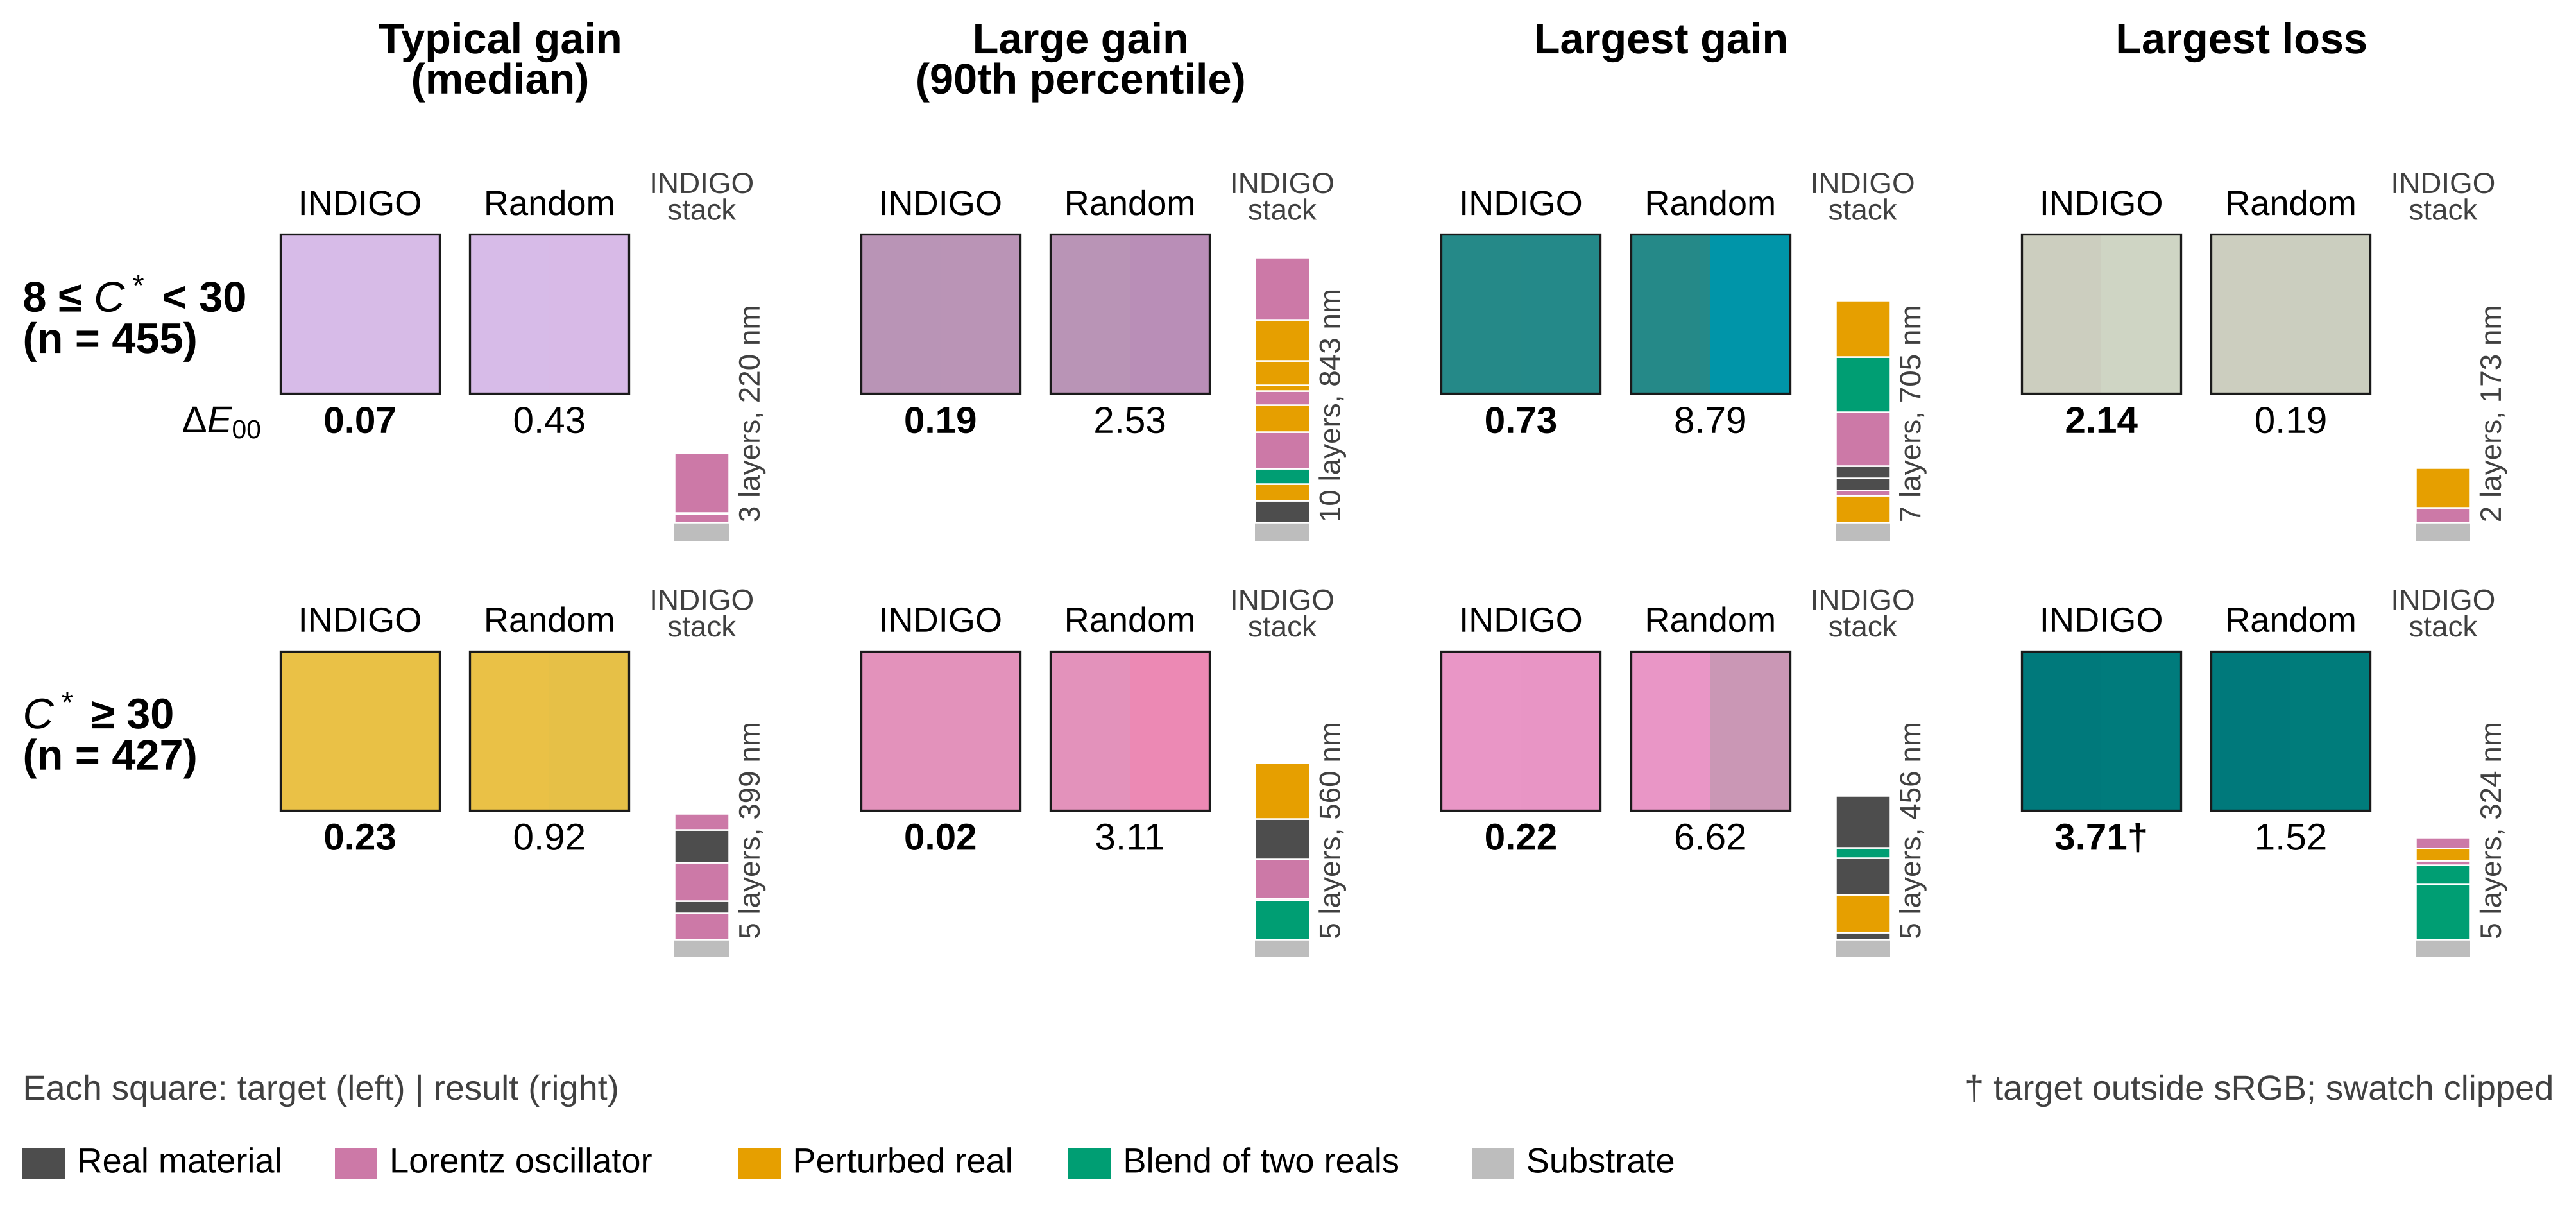 Typical gain
(median)
Large gain
(90th percentile)
Largest gain
Largest loss
8 ≤ C* < 30
(n = 455)
INDIGO
Random
INDIGO
stack
ΔE00
0.07
0.43
3 layers, 220 nm
INDIGO
Random
INDIGO
stack
0.19
2.53
10 layers, 843 nm
INDIGO
Random
INDIGO
stack
0.73
8.79
7 layers, 705 nm
INDIGO
Random
INDIGO
stack
2.14
0.19
2 layers, 173 nm
C* ≥ 30
(n = 427)
INDIGO
Random
INDIGO
stack
0.23
0.92
5 layers, 399 nm
INDIGO
Random
INDIGO
stack
0.02
3.11
5 layers, 560 nm
INDIGO
Random
INDIGO
stack
0.22
6.62
5 layers, 456 nm
INDIGO
Random
INDIGO
stack
3.71†
1.52
5 layers, 324 nm
Each square: target (left) | result (right)
† target outside sRGB; swatch clipped
Real material
Lorentz oscillator
Perturbed real
Blend of two reals
Substrate